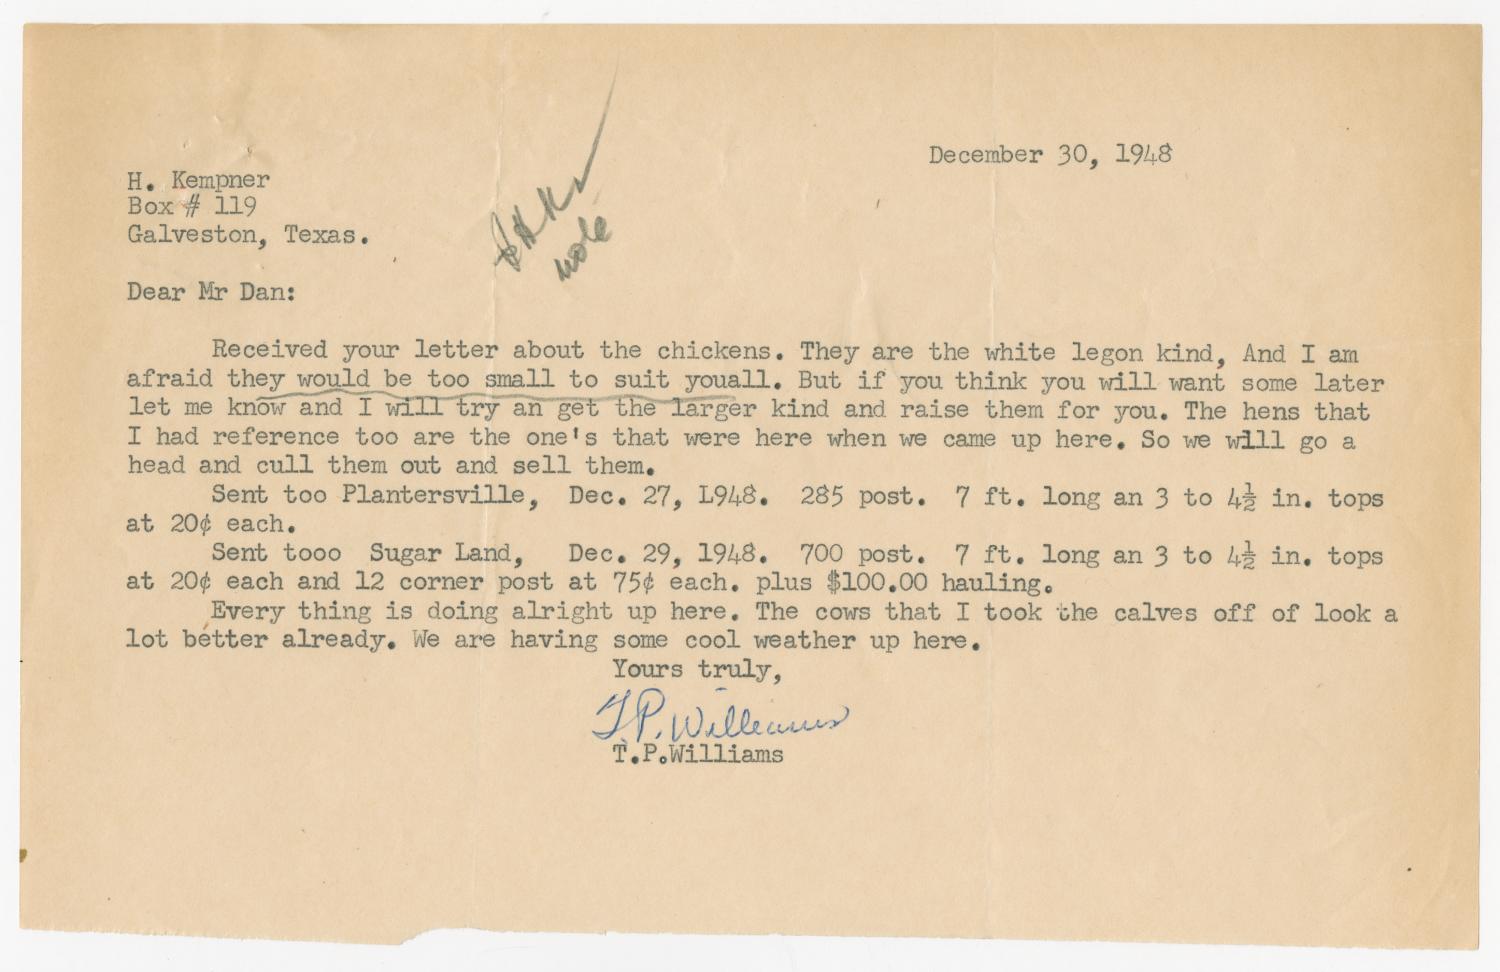 December 30, 1948
H. Kempner
Box # 119
Galveston, Texas.
note
Dear Mr Dan:
Received your letter about the chickens. They are the white legon kind, And I am
afraid they would be too small to suit youall. But if you think you will want some later
let me know and I will try an get the larger kind and raise them for you. The hens that
I had reference too are the one's that were here when we came up here. So we will go a
head and cull them out and sell them.
Sent too Plantersville, Dec. 27, L948. 285 post. 7 ft. long an 3 to 4½ in. tops
at 20¢ each.
Sent tooo Sugar Land, Dec. 29, 1948. 700 post. 7 ft. long an 3 to 4½ in. tops
at 20¢ each and 12 corner post at 75¢ each. plus $100.00 hauling.
Every thing is doing alright up here. The cows that I took the calves off of look a
lot better already. We are having some cool weather up here.
Yours truly,
T.P. Williams
T.P.Williams